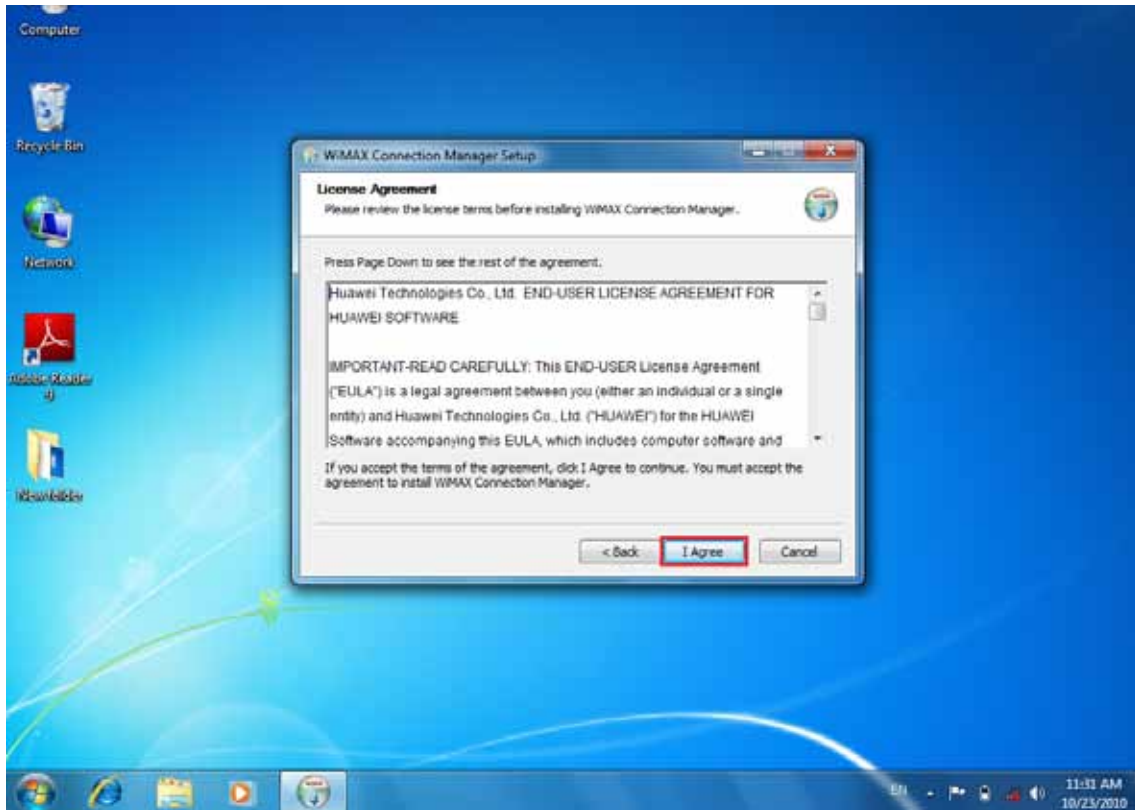 Computer
Recycle Bin
Network
Adobe Reader
9
New folder
WiMAX Connection Manager Setup
License Agreement
Please review the license terms before installing WiMAX Connection Manager.
Press Page Down to see the rest of the agreement.
Huawei Technologies Co., Ltd. END-USER LICENSE AGREEMENT FOR
HUAWEI SOFTWARE
IMPORTANT-READ CAREFULLY: This END-USER License Agreement
("EULA") is a legal agreement between you (either an individual or a single
entity) and Huawei Technologies Co., Ltd. ("HUAWEI") for the HUAWEI
Software accompanying this EULA, which includes computer software and
If you accept the terms of the agreement, click I Agree to continue. You must accept the
agreement to install WiMAX Connection Manager.
< Back
I Agree
Cancel
EN
11:31 AM
10/23/2010